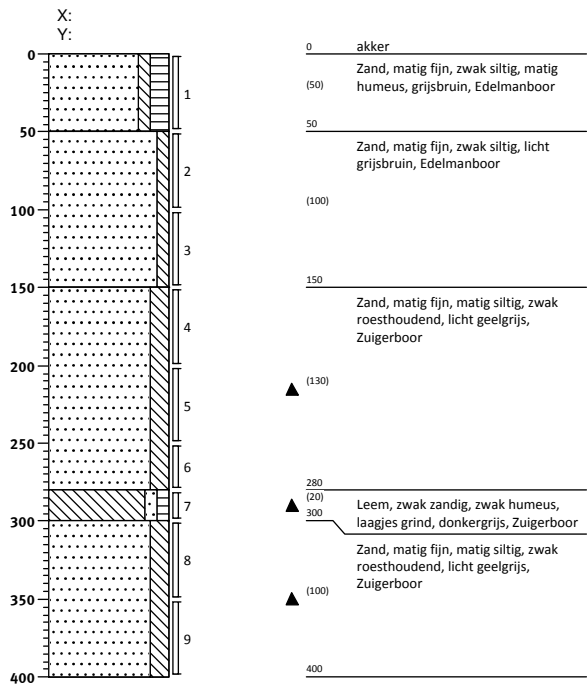 X:
Y:
0
50
100
150
200
250
300
350
400
1
2
3
4
5
6
7
8
9
0 akker
Zand, matig fijn, zwak siltig, matig
(50)
humeus, grijsbruin, Edelmanboor
50
Zand, matig fijn, zwak siltig, licht
grijsbruin, Edelmanboor
(100)
150
Zand, matig fijn, matig siltig, zwak
roesthoudend, licht geelgrijs,
Zuigerboor
(130)
280
(20)
Leem, zwak zandig, zwak humeus,
300
laagjes grind, donkergrijs, Zuigerboor
Zand, matig fijn, matig siltig, zwak
roesthoudend, licht geelgrijs,
Zuigerboor
(100)
400